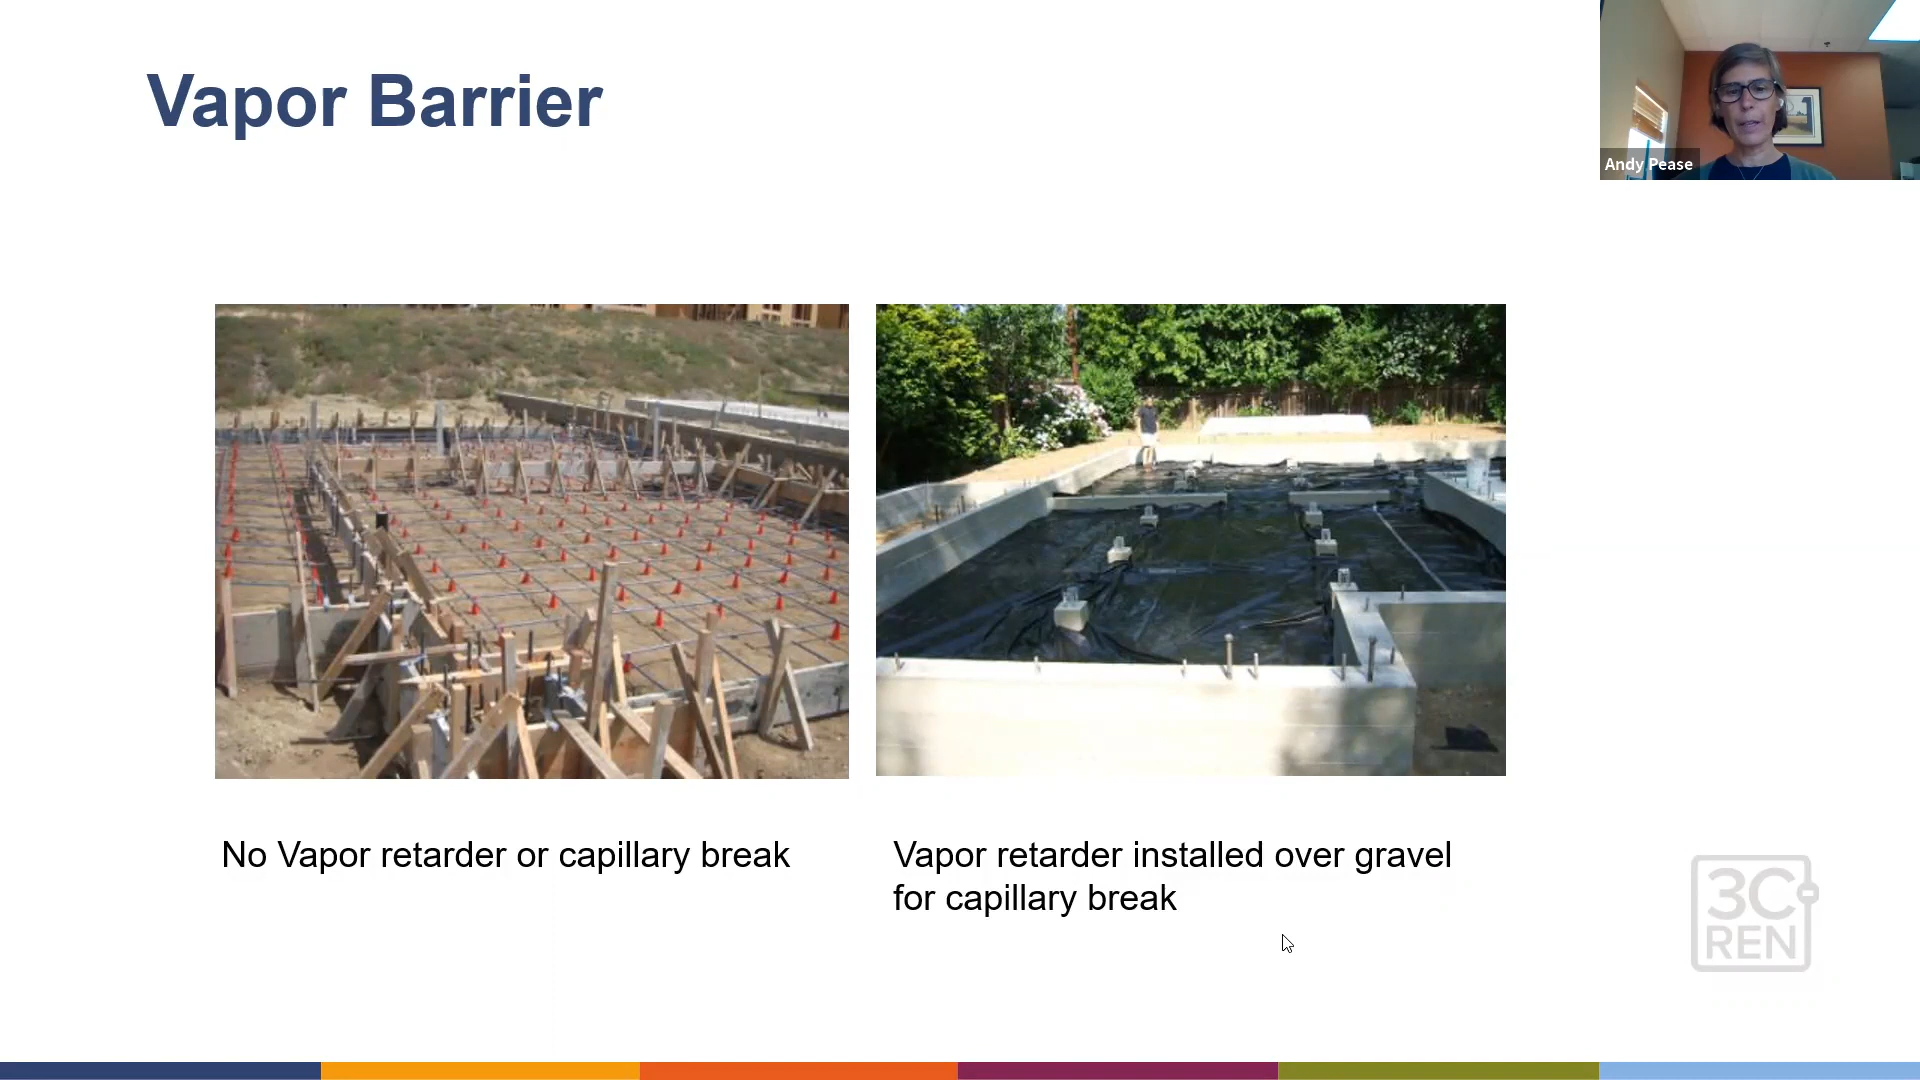 Vapor Barrier
Andy Pease
No Vapor retarder or capillary break
Vapor retarder installed over gravel
for capillary break
3C
REN